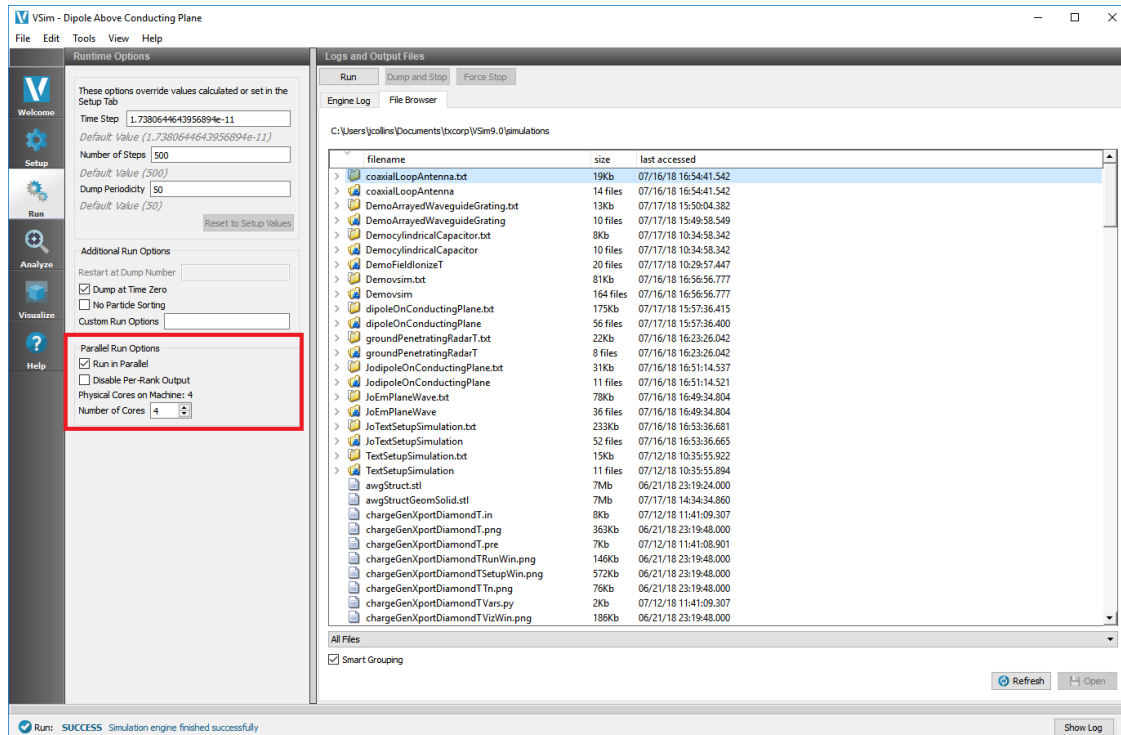 VSim - Dipole Above Conducting Plane
File Edit Tools View Help
Welcome
Setup
Run
Analyze
Visualize
Help
Runtime Options
These options override values calculated or set in the
Setup Tab
Time Step 1.7380644643956894e-11
Default Value (1.7380644643956894e-11)
Number of Steps 500
Default Value (500)
Dump Periodicity 50
Default Value (50)
Reset to Setup Values
Additional Run Options
Restart at Dump Number
Dump at Time Zero
No Particle Sorting
Custom Run Options
Parallel Run Options
Run in Parallel
Disable Per-Rank Output
Physical Cores on Machine: 4
Number of Cores 4
Logs and Output Files
Run Dump and Stop Force Stop
Engine Log File Browser
C:\Users\jcollins\Documents\txcorp\VSim9.0\simulations
filename size last accessed
coaxialLoopAntenna.txt 19Kb 07/16/18 16:54:41.542
coaxialLoopAntenna 14 files 07/16/18 16:54:41.542
DemoArrayedWaveguideGrating.txt 13Kb 07/17/18 15:50:04.382
DemoArrayedWaveguideGrating 10 files 07/17/18 15:49:58.549
DemocylindricalCapacitor.txt 8Kb 07/17/18 10:34:58.342
DemocylindricalCapacitor 10 files 07/17/18 10:34:58.342
DemoFieldIonizeT 20 files 07/17/18 10:29:57.447
Demovsim.txt 81Kb 07/16/18 16:56:56.777
Demovsim 164 files 07/16/18 16:56:56.777
dipoleOnConductingPlane.txt 175Kb 07/17/18 15:57:36.415
dipoleOnConductingPlane 56 files 07/17/18 15:57:36.400
groundPenetratingRadarT.txt 22Kb 07/16/18 16:23:26.042
groundPenetratingRadarT 8 files 07/16/18 16:23:26.042
JodipoleOnConductingPlane.txt 31Kb 07/16/18 16:51:14.537
JodipoleOnConductingPlane 11 files 07/16/18 16:51:14.521
JoEmPlaneWave.txt 78Kb 07/16/18 16:49:34.804
JoEmPlaneWave 36 files 07/16/18 16:49:34.804
JoTextSetupSimulation.txt 233Kb 07/16/18 16:53:36.681
JoTextSetupSimulation 52 files 07/16/18 16:53:36.665
TextSetupSimulation.txt 15Kb 07/12/18 10:35:55.922
TextSetupSimulation 11 files 07/12/18 10:35:55.894
awgStruct.stl 7Mb 06/21/18 23:19:24.000
awgStructGeomSolid.stl 7Mb 07/17/18 14:34:34.860
chargeGenXportDiamondT.in 8Kb 07/12/18 11:41:09.307
chargeGenXportDiamondT.png 363Kb 06/21/18 23:19:48.000
chargeGenXportDiamondT.pre 7Kb 07/12/18 11:41:08.901
chargeGenXportDiamondTRunWin.png 146Kb 06/21/18 23:19:48.000
chargeGenXportDiamondTSetupWin.png 572Kb 06/21/18 23:19:48.000
chargeGenXportDiamondTTn.png 76Kb 06/21/18 23:19:48.000
chargeGenXportDiamondTVars.py 2Kb 07/12/18 11:41:09.307
chargeGenXportDiamondTVizWin.png 186Kb 06/21/18 23:19:48.000
All Files
Smart Grouping
Refresh Open
Run: SUCCESS Simulation engine finished successfully
Show Log